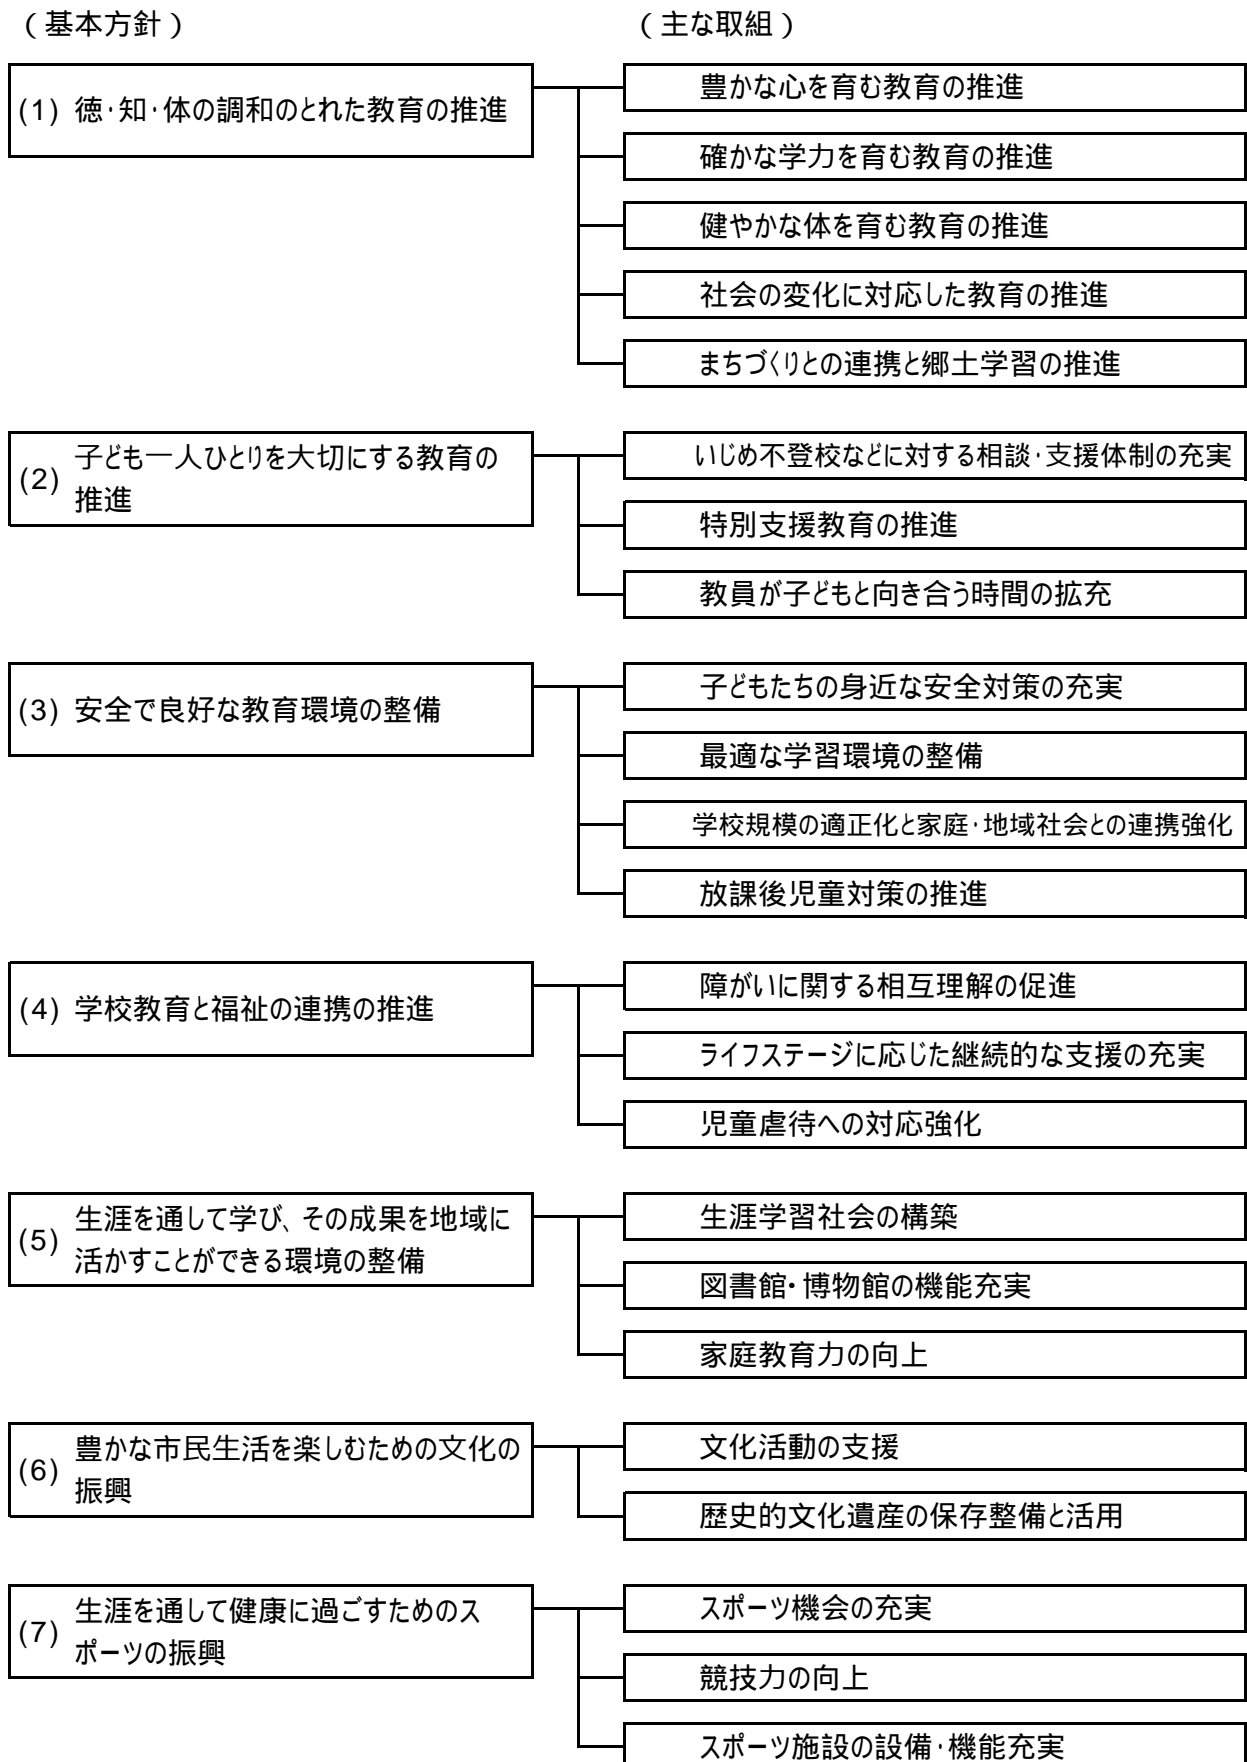 （基本方針）
（主な取組）
(1) 徳・知・体の調和のとれた教育の推進
豊かな心を育む教育の推進
確かな学力を育む教育の推進
健やかな体を育む教育の推進
社会の変化に対応した教育の推進
まちづくりとの連携と郷土学習の推進
(2) 子ども一人ひとりを大切にする教育の
推進
いじめ不登校などに対する相談・支援体制の充実
特別支援教育の推進
教員が子どもと向き合う時間の拡充
(3) 安全で良好な教育環境の整備
子どもたちの身近な安全対策の充実
最適な学習環境の整備
学校規模の適正化と家庭・地域社会との連携強化
放課後児童対策の推進
(4) 学校教育と福祉の連携の推進
障がいに関する相互理解の促進
ライフステージに応じた継続的な支援の充実
児童虐待への対応強化
(5) 生涯を通して学び、その成果を地域に
活かすことができる環境の整備
生涯学習社会の構築
図書館・博物館の機能充実
家庭教育力の向上
(6) 豊かな市民生活を楽しむための文化の
振興
文化活動の支援
歴史的文化遺産の保存整備と活用
(7) 生涯を通して健康に過ごすためのス
ポーツの振興
スポーツ機会の充実
競技力の向上
スポーツ施設の設備・機能充実